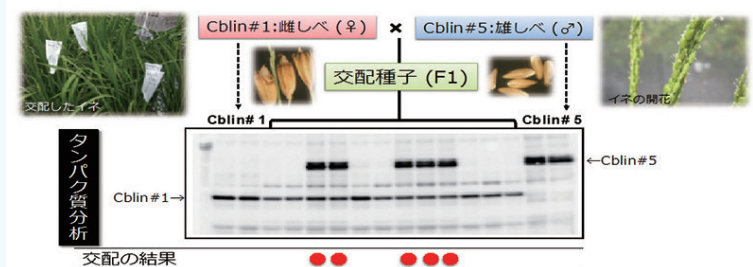 Cblin#1:雌しべ(♀) × Cblin#5:雄しべ(♂)
交配種子(F1)
交配したイネ
イネの開花
Cblin# 1
Cblin# 5
タンパク質分析
Cblin#1→
←Cblin#5
交配の結果